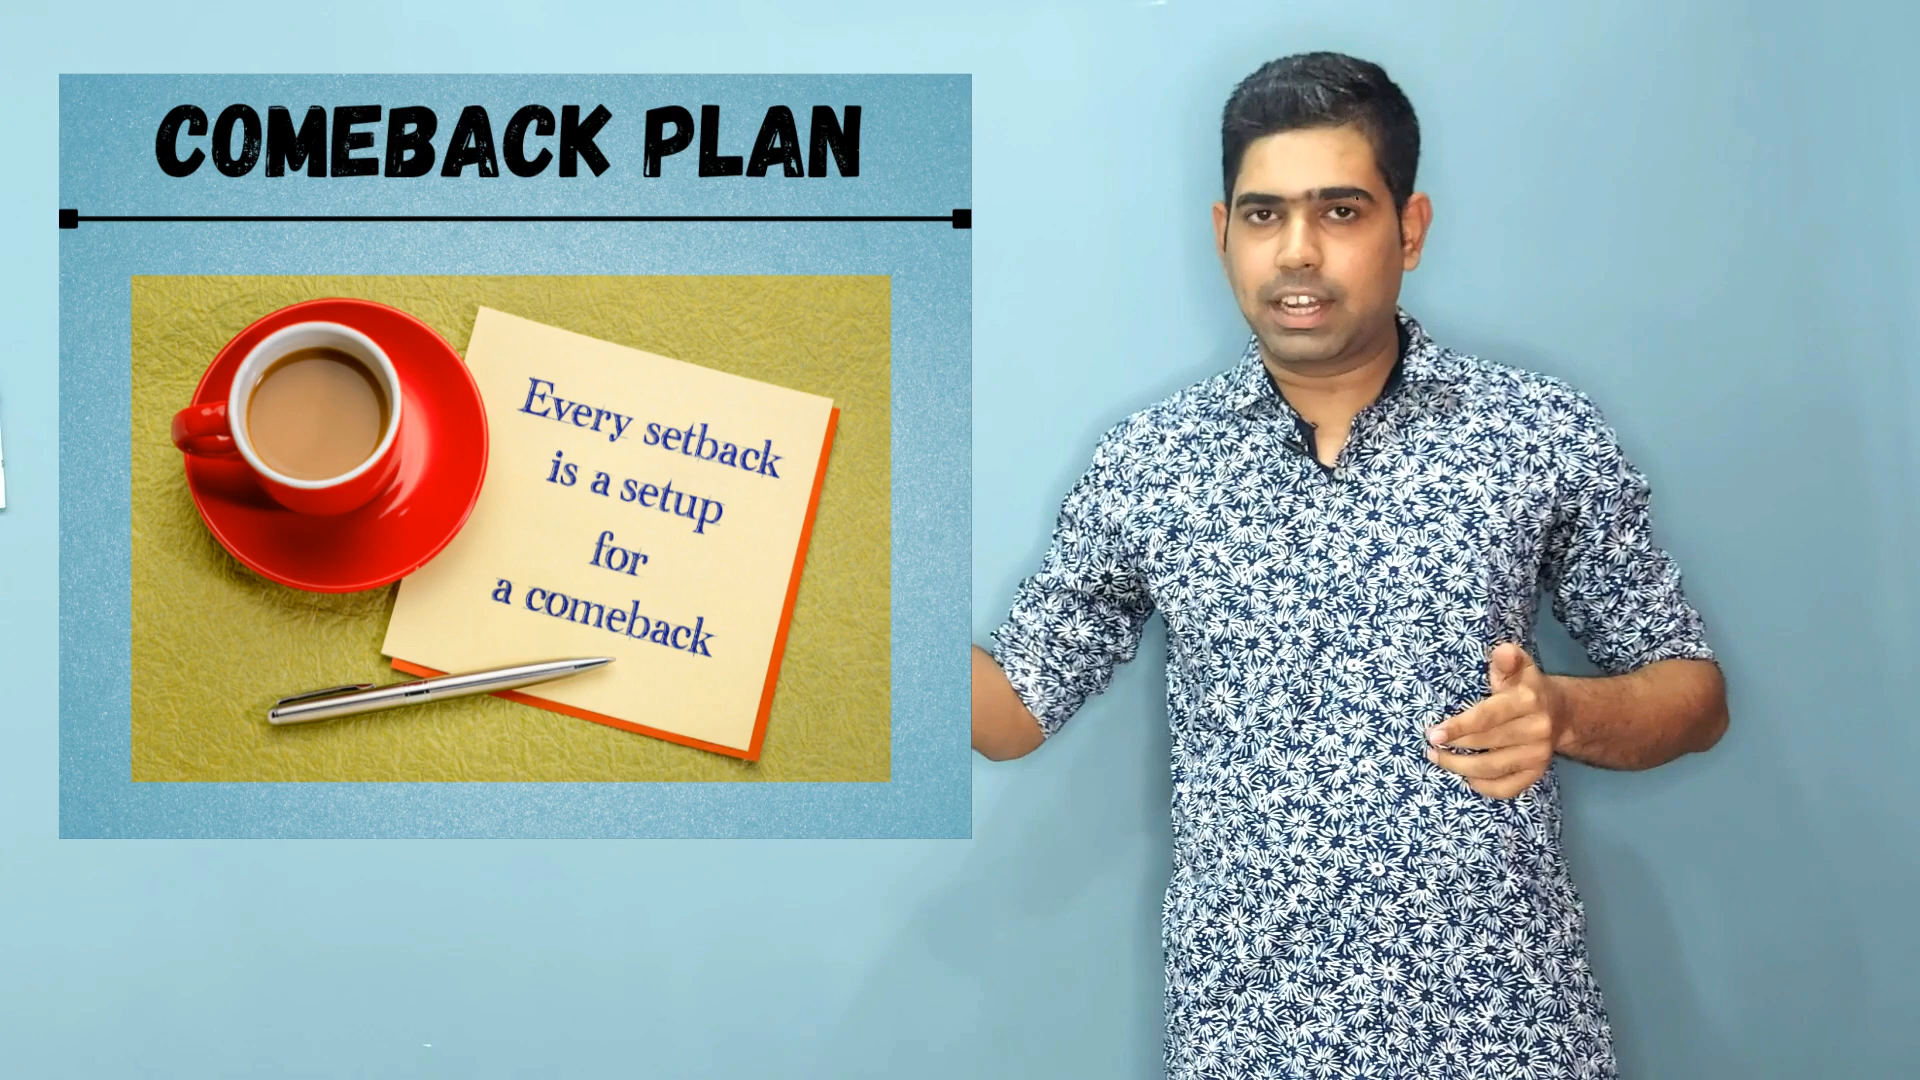 COMEBACK PLAN
Every setback
is a setup
for
a comeback